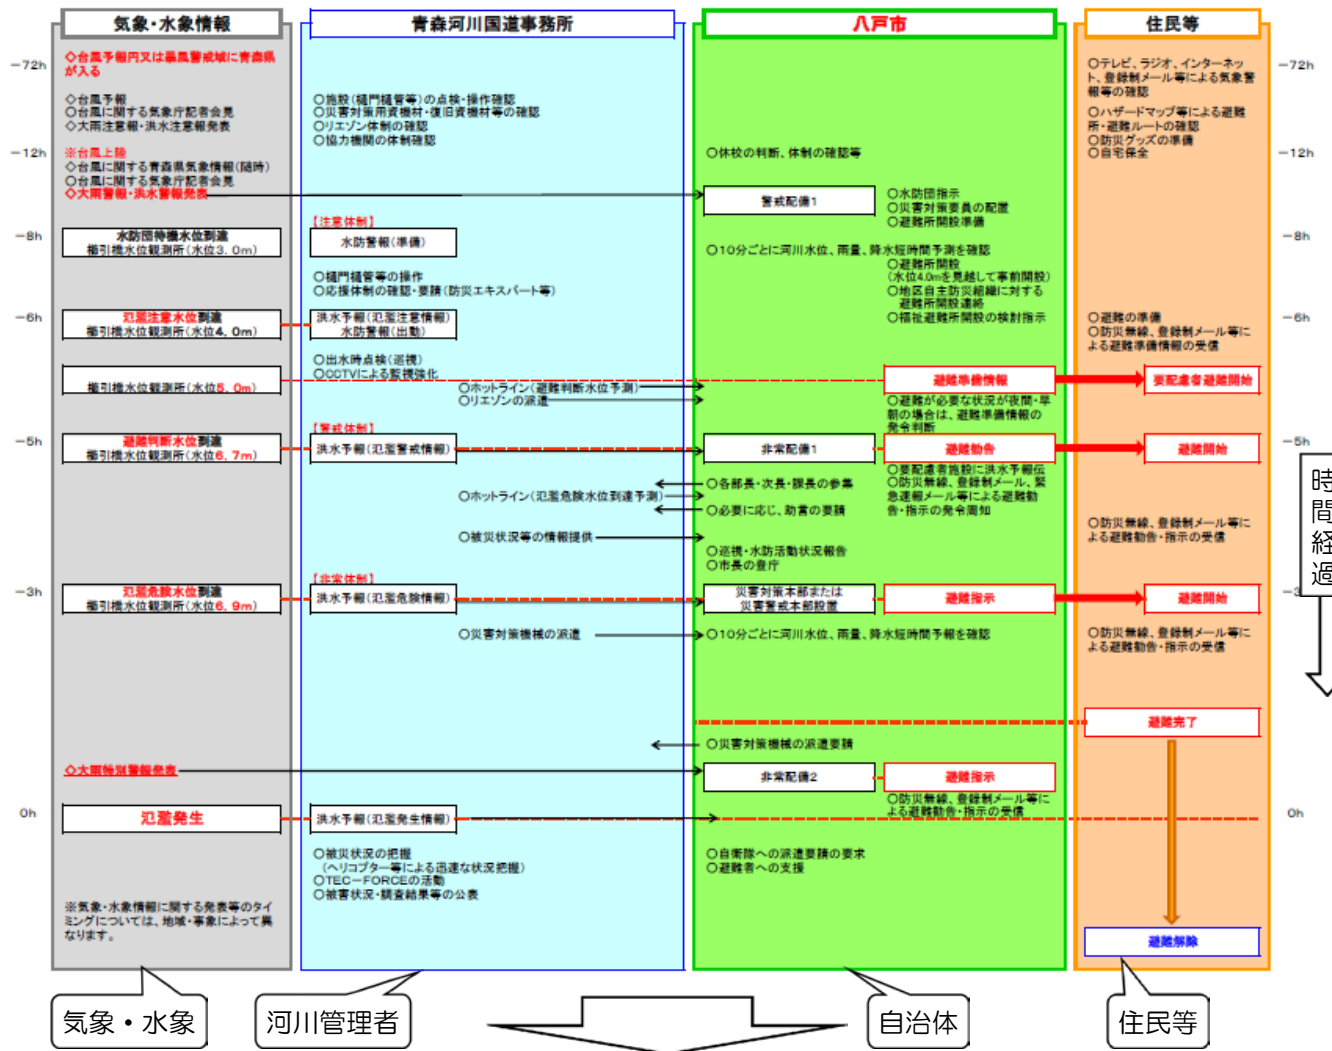 気象・水象情報
青森河川国道事務所
八戸市
住民等
-72h
◇台風予報円又は暴風警戒域に青森県
が入る
◇台風予報
○台風に関する気象庁記者会見
◇大雨注意報・洪水注意報発表
○施設(樋門樋管等)の点検・操作確認
○災害対策用資機材・復旧資機材等の確認
○リエゾン体制の確認
○協力機関の体制確認
○テレビ、ラジオ、インターネッ
ト、登録制メール等による気象警
報等の確認
○ハザードマップ等による避難
所・避難ルートの確認
○防災グッズの準備
○自宅保全
-72h
-12h
※台風上陸
◇台風に関する青森県気象情報(随時)
○台風に関する気象庁記者会見
◇大雨警報・洪水警報発表
○休校の判断、体制の確認等
警戒配備1
○水防団指示
○災害対策要員の配置
○避難所開設準備
-12h
-8h
水防団待機水位到達
櫛引橋水位観測所(水位3.0m)
【注意体制】
水防警報(準備)
○樋門樋管等の操作
○応援体制の確認・要請(防災エキスパート等)
○10分ごとに河川水位、雨量、降水短時間予測を確認
○避難所開設
(水位4.0mを見越して事前開設)
○地区自主防災組織に対する
避難所開設連絡
○福祉避難所開設の検討指示
-8h
-6h
氾濫注意水位到達
櫛引橋水位観測所(水位4.0m)
洪水予報(氾濫注意情報)
水防警報(出動)
○避難の準備
○防災無線、登録制メール等に
よる避難準備情報の受信
-6h
○出水時点検(巡視)
○CCTVによる監視強化
櫛引橋水位観測所(水位5.0m)
○ホットライン(避難判断水位予測)
○リエゾンの派遣
避難準備情報
要配慮者避難開始
○避難が必要な状況が夜間・早
朝の場合は、避難準備情報の
発令判断
-5h
避難判断水位到達
櫛引橋水位観測所(水位6.7m)
【警戒体制】
洪水予報(氾濫警戒情報)
非常配備1
避難勧告
避難開始
-5h
○要配慮者施設に洪水予報伝
○防災無線、登録制メール、緊
急速報メール等による避難勧
告・指示の発令周知
○各部長・次長・課長の参集
○ホットライン(氾濫危険水位到達予測)
○必要に応じ、助言の要請
○被災状況等の情報提供
○巡視・水防活動状況報告
○市長の登庁
○防災無線、登録制メール等に
よる避難勧告・指示の受信
-3h
氾濫危険水位到達
櫛引橋水位観測所(水位6.9m)
【非常体制】
洪水予報(氾濫危険情報)
災害対策本部または
災害警戒本部設置
避難指示
避難開始
-3
○災害対策機械の派遣
○10分ごとに河川水位、雨量、降水短時間予報を確認
○防災無線、登録制メール等に
よる避難勧告・指示の受信
避難完了
○災害対策機械の派遣要請
◇大雨特別警報発表
非常配備2
避難指示
○防災無線、登録制メール等に
よる避難勧告・指示の受信
0h
氾濫発生
洪水予報(氾濫発生情報)
0h
○被災状況の把握
(ヘリコプター等による迅速な状況把握)
○TEC-FORCEの活動
○被害状況・調査結果等の公表
○自衛隊への派遣要請の要求
○避難者への支援
※気象・水象情報に関する発表等のタイ
ミングについては、地域・事象によって異
なります。
避難解除
時
間
経
過
気象・水象
河川管理者
自治体
住民等